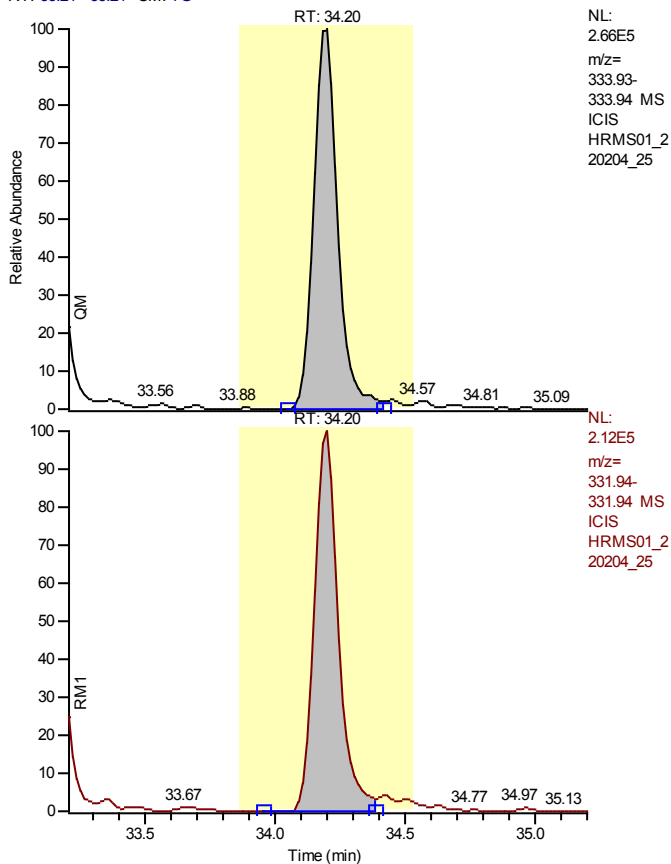 RT: 34.20
NL:
2.66E5
m/z=
333.93-
333.94 MS
ICIS
HRMS01_2
20204_25
100
90
80
70
60
50
40
30
20
10
0
Relative Abundance
QM
33.56
33.88
34.57
34.81
35.09
RT: 34.20
NL:
2.12E5
m/z=
331.94-
331.94 MS
ICIS
HRMS01_2
20204_25
100
90
80
70
60
50
40
30
20
10
0
RM1
33.67
34.77
34.97
35.13
33.5
34.0
34.5
35.0
Time (min)